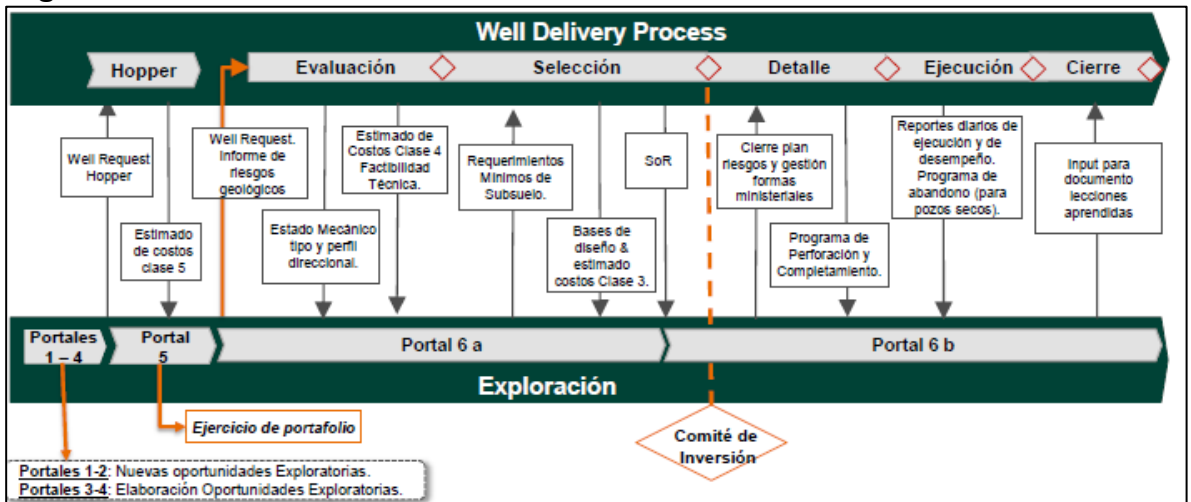 Well Delivery Process
Hopper
Evaluación
Selección
Detalle
Ejecución
Cierre
Well Request
Hopper
Estimado
de costos
clase 5
Well Request.
Informe de
riesgos
geológicos
Estado Mecánico
tipo y perfil
direccional.
Estimado de
Costos Clase 4
Factibilidad
Técnica.
Requerimientos
Mínimos de
Subsuelo.
Bases de
diseño &
estimado
costos Clase 3.
SoR
Cierre plan
riesgos y gestión
formas
ministeriales
Programa de
Perforación y
Completamiento.
Reportes diarios de
ejecución y de
desempeño.
Programa de
abandono (para
pozos secos).
Input para
documento
lecciones
aprendidas
Portales
1 – 4
Portal
5
Portal 6 a
Portal 6 b
Exploración
Ejercicio de portafolio
Comité de
Inversión
Portales 1-2: Nuevas oportunidades Exploratorias.
Portales 3-4: Elaboración Oportunidades Exploratorias.